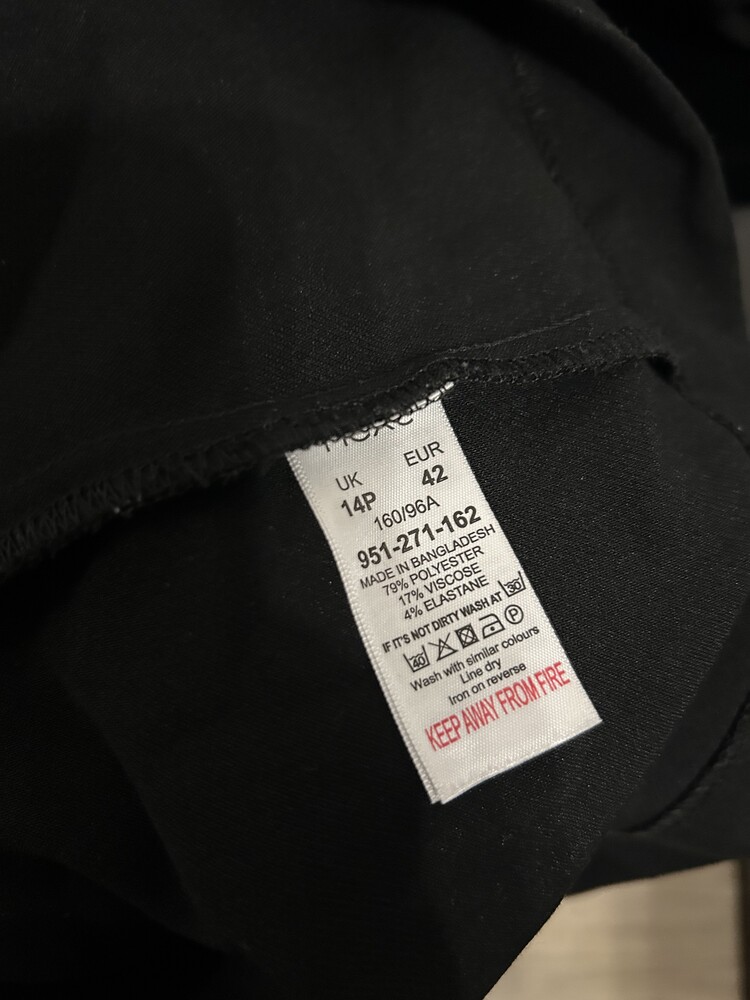 UK EUR
14P 42
160/96A
951-271-162
MADE IN BANGLADESH
79% POLYESTER
17% VISCOSE
4% ELASTANE
IF IT'S NOT DIRTY WASH AT 30
40 P
Wash with similar colours
Line dry
Iron on reverse
KEEP AWAY FROM FIRE